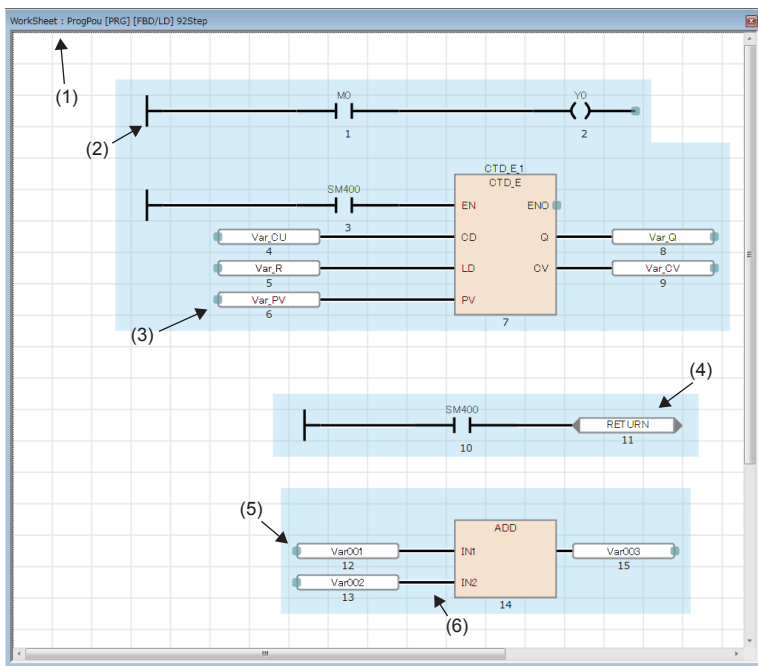 WorkSheet : ProgPou [PRG] [FBD/LD] 92Step
(1)
M0
Y0
(2)
1
2
CTD_E_1
CTD_E
SM400
EN
ENO
3
Var_CU
CD
Q
Var_Q
4
8
Var_R
LD
CV
Var_CV
5
9
Var_PV
PV
6
7
(3)
(4)
SM400
RETURN
10
11
(5)
ADD
Var001
IN1
Var003
12
15
Var002
IN2
13
14
(6)